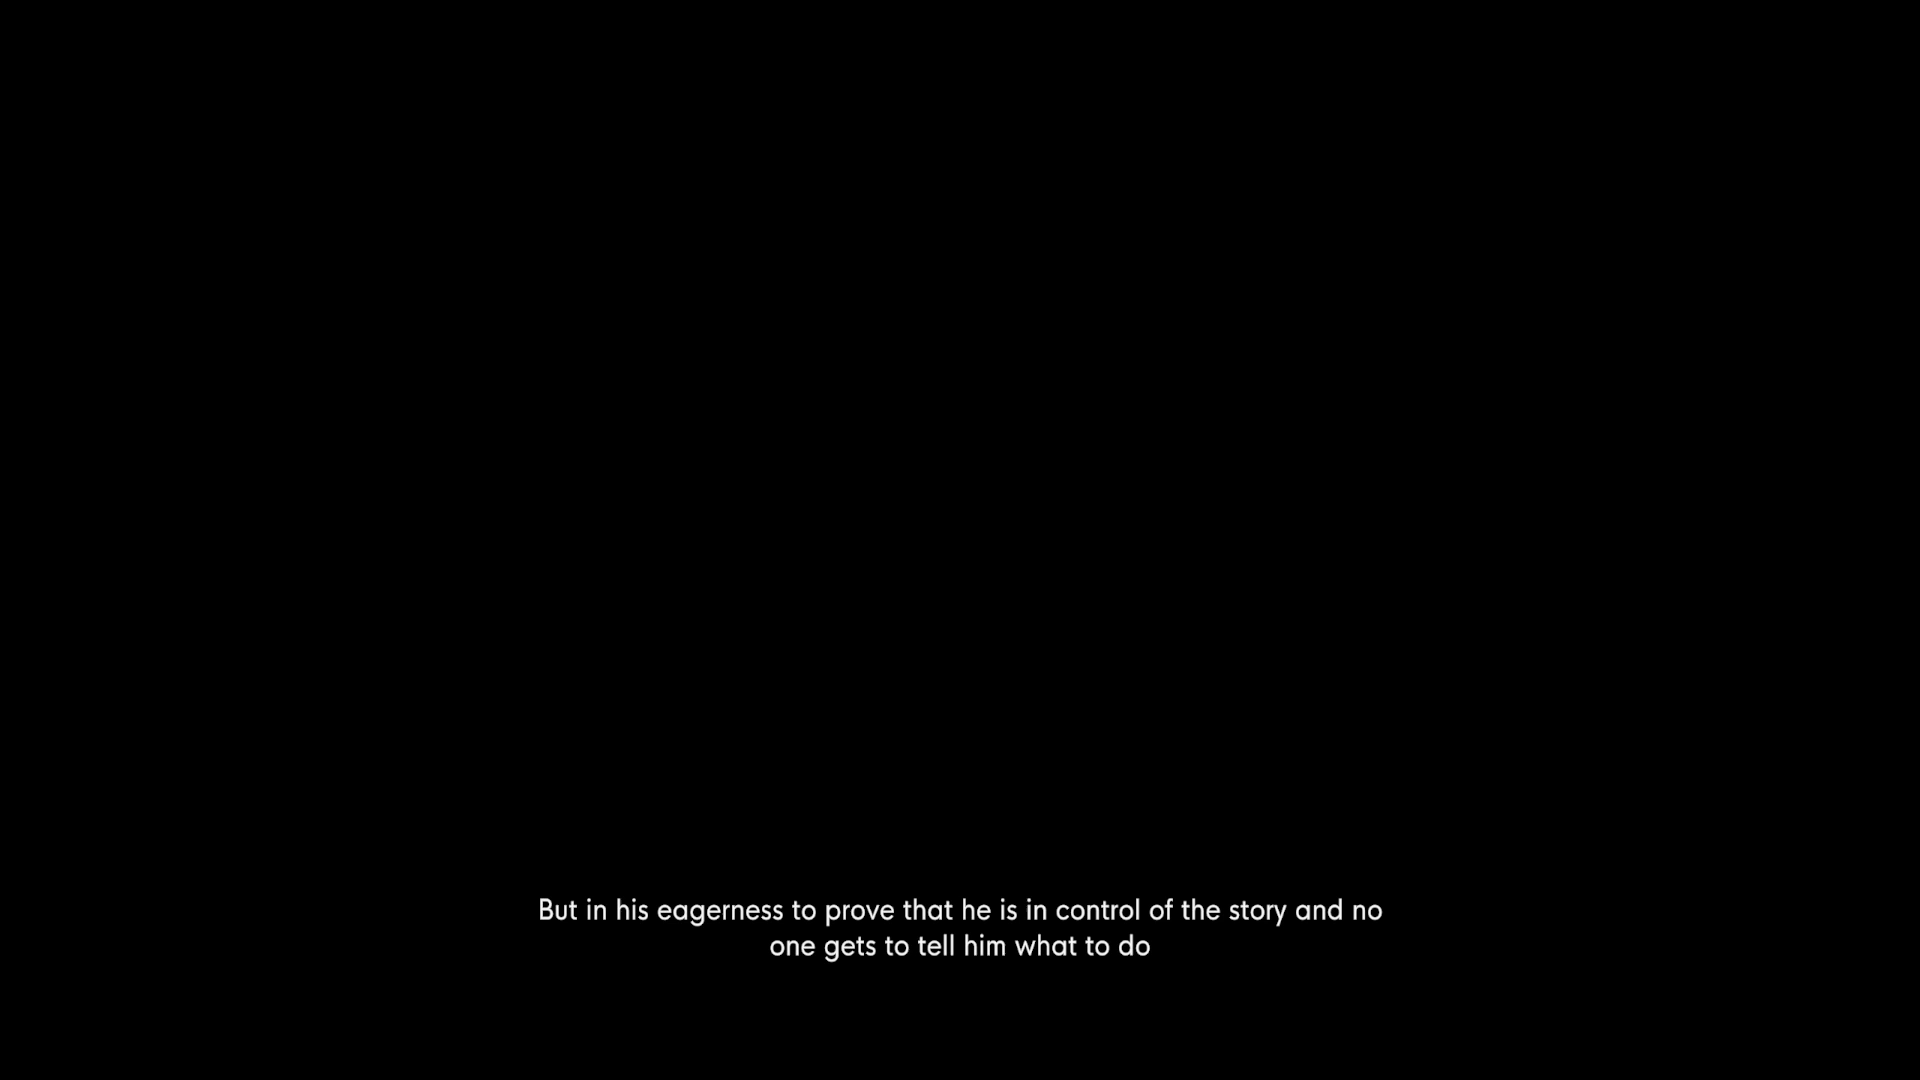 But in his eagerness to prove that he is in control of the story and no
one gets to tell him what to do